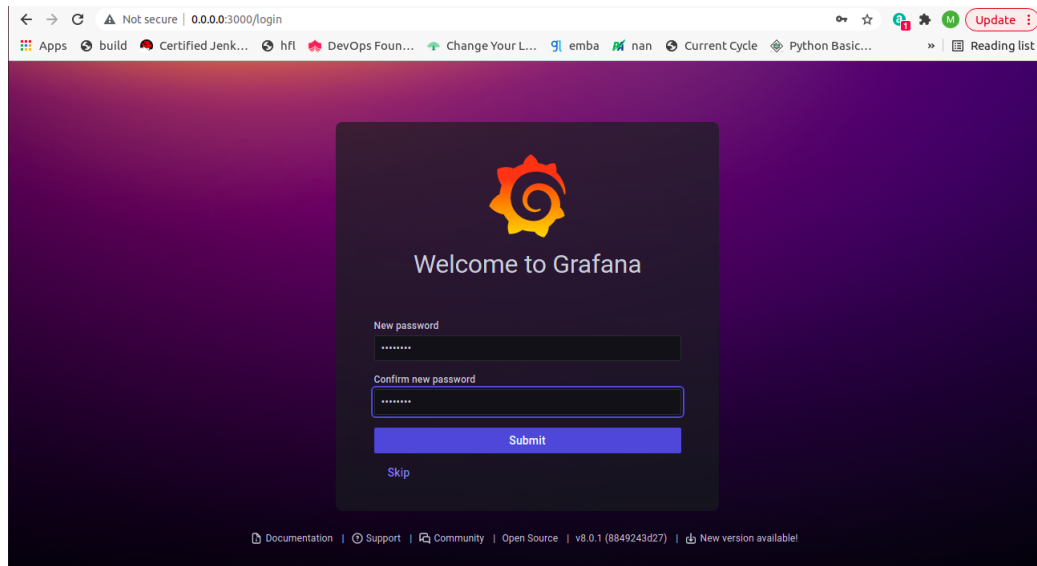 Not secure | 0.0.0.0:3000/login
1 M Update
Apps build Certified Jenk... hfl DevOps Foun... Change Your L... g| emba nan Current Cycle Python Basic... » Reading list
Welcome to Grafana
New password
••••••••
Confirm new password
••••••••
Submit
Skip
Documentation | Support | Community | Open Source | v8.0.1 (8849243d27) | New version available!